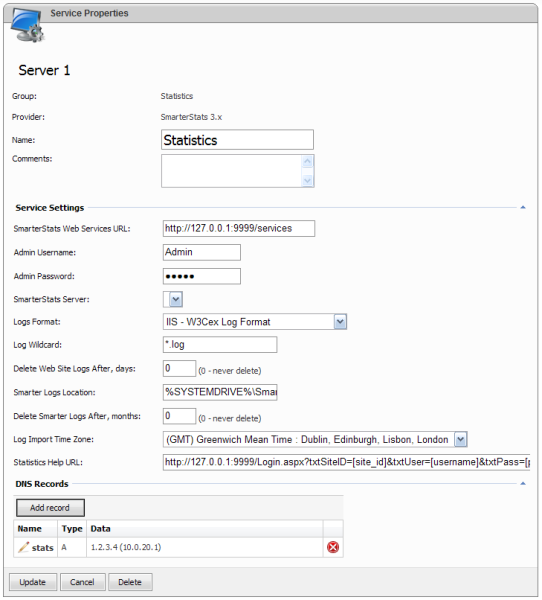 Service Properties
Server 1
Group: Statistics
Provider: SmarterStats 3.x
Name: Statistics
Comments:
Service Settings
SmarterStats Web Services URL: http://127.0.0.1:9999/services
Admin Username: Admin
Admin Password: •••••
SmarterStats Server:
Logs Format: IIS - W3Cex Log Format
Log Wildcard: *.log
Delete Web Site Logs After, days: 0 (0 - never delete)
Smarter Logs Location: %SYSTEMDRIVE%\Smar
Delete Smarter Logs After, months: 0 (0 - never delete)
Log Import Time Zone: (GMT) Greenwich Mean Time : Dublin, Edinburgh, Lisbon, London
Statistics Help URL: http://127.0.0.1:9999/Login.aspx?txtSiteID=[site_id]&txtUser=[username]&txtPass=[
DNS Records
Add record
Name Type Data
stats A 1.2.3.4 (10.0.20.1)
Update Cancel Delete